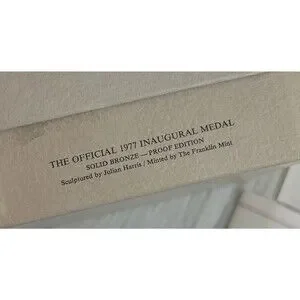 THE OFFICIAL 1977 INAUGURAL MEDAL
SOLID BRONZE — PROOF EDITION
Sculptured by Julian Harris / Minted by The Franklin Mint